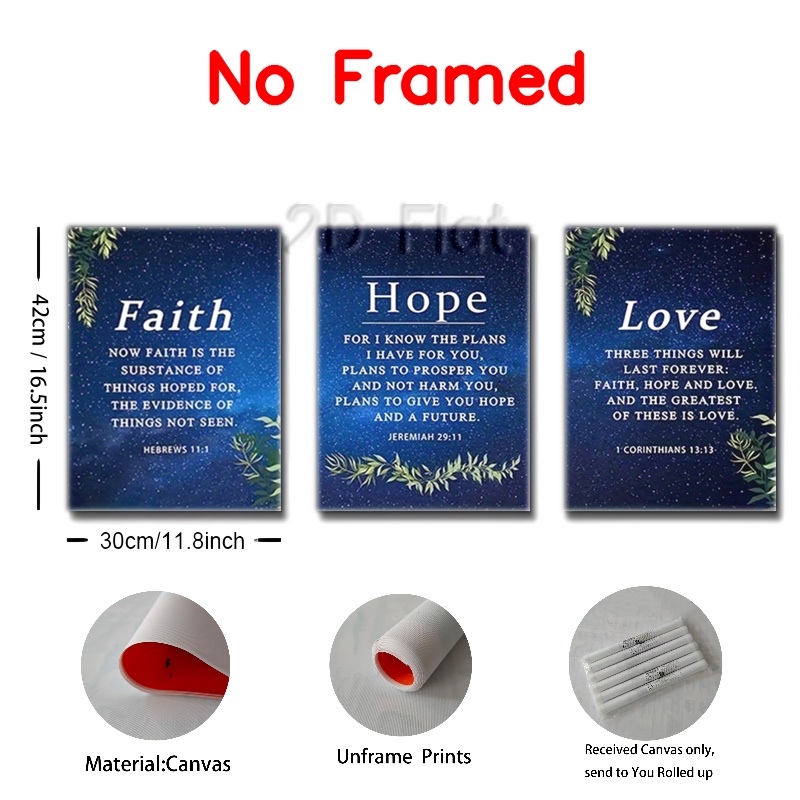 No Framed
2D Flat
Faith
NOW FAITH IS THE
SUBSTANCE OF
THINGS HOPED FOR,
THE EVIDENCE OF
THINGS NOT SEEN.
HEBREWS 11:1
Hope
FOR I KNOW THE PLANS
I HAVE FOR YOU,
PLANS TO PROSPER YOU
AND NOT HARM YOU,
PLANS TO GIVE YOU HOPE
AND A FUTURE.
JEREMIAH 29:11
Love
THREE THINGS WILL
LAST FOREVER:
FAITH, HOPE AND LOVE,
AND THE GREATEST
OF THESE IS LOVE.
1 CORINTHIANS 13:13
42cm / 16.5inch
30cm/11.8inch
Material:Canvas
Unframe Prints
Received Canvas only,
send to You Rolled up